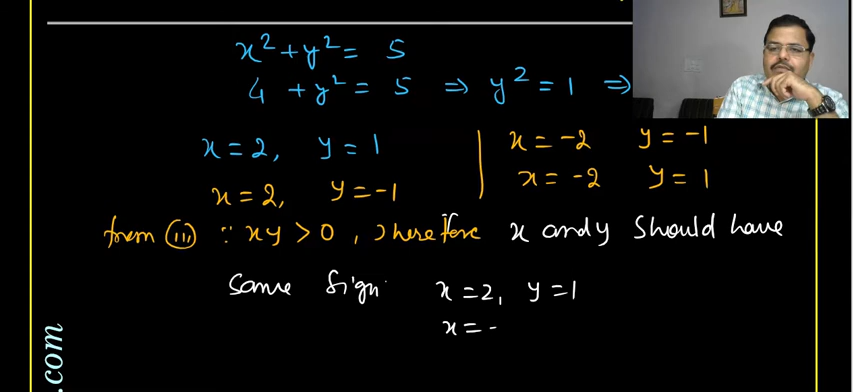 x² + y² = 5
4 + y² = 5 ⇒ y² = 1 ⇒
x = 2, y = 1
x = 2, y = -1
x = -2 y = -1
x = -2 y = 1
from (iii) ∵ xy > 0, Therefore x and y should have
same sign. x = 2, y = 1
x = -
.com